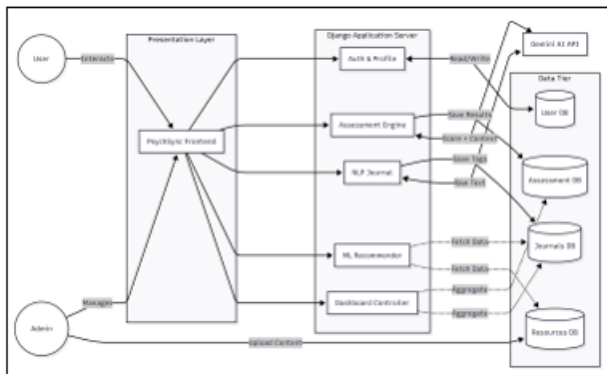 Presentation Layer
Django Application Server
Gemini AI API
User
Interacts
Auth & Profile
Read/Write
Data Tier
User DB
PsychSync Frontend
Assessment Engine
Save Results
Score + Context
NLP Journal
Save Tags
Raw Text
Assessment DB
Journals DB
ML Recommender
Fetch Data
Fetch Data
Manages
Dashboard Controller
Aggregate
Aggregate
Admin
Upload Content
Resources DB